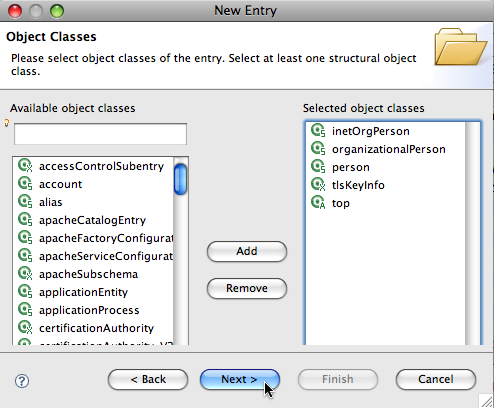 New Entry
Object Classes
Please select object classes of the entry. Select at least one structural object
class.
Available object classes
accessControlSubentry
account
alias
apacheCatalogEntry
apacheFactoryConfigurat
apacheServiceConfigurat
apacheSubschema
applicationEntity
applicationProcess
certificationAuthority
Add
Remove
Selected object classes
inetOrgPerson
organizationalPerson
person
tlsKeyInfo
top
?
< Back
Next >
Finish
Cancel